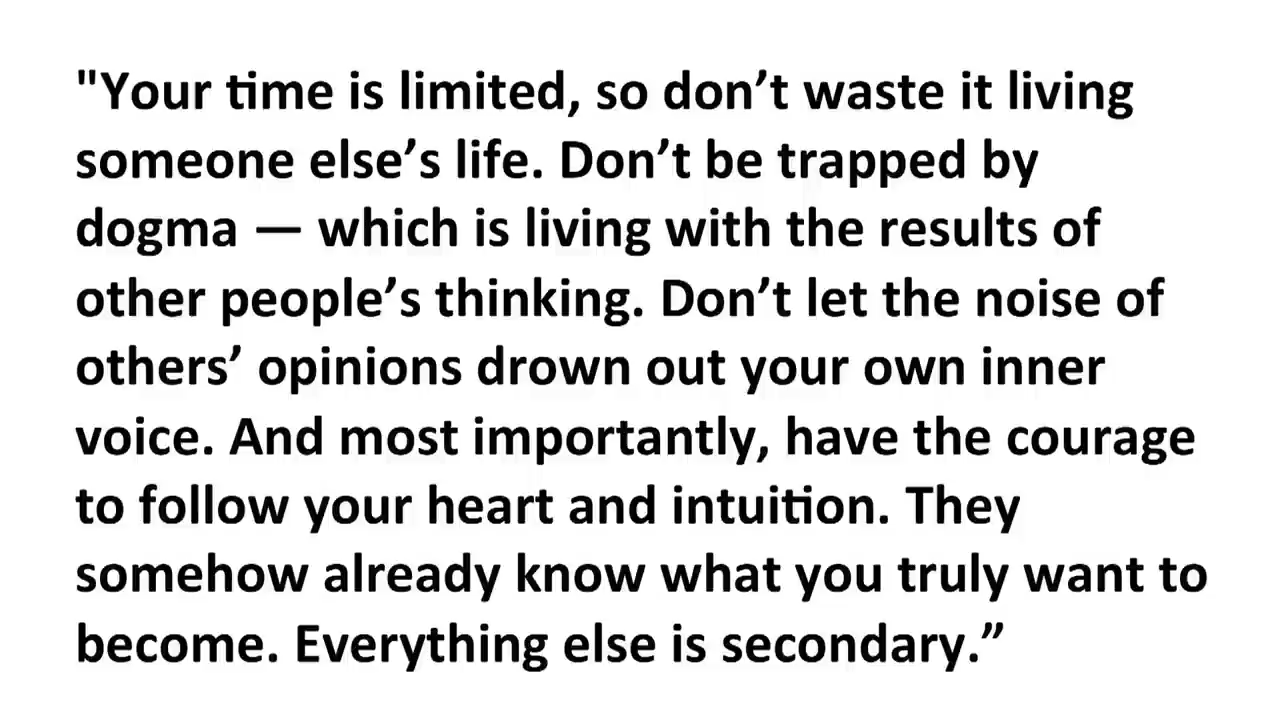 "Your time is limited, so don’t waste it living
someone else’s life. Don’t be trapped by
dogma — which is living with the results of
other people’s thinking. Don’t let the noise of
others’ opinions drown out your own inner
voice. And most importantly, have the courage
to follow your heart and intuition. They
somehow already know what you truly want to
become. Everything else is secondary.”